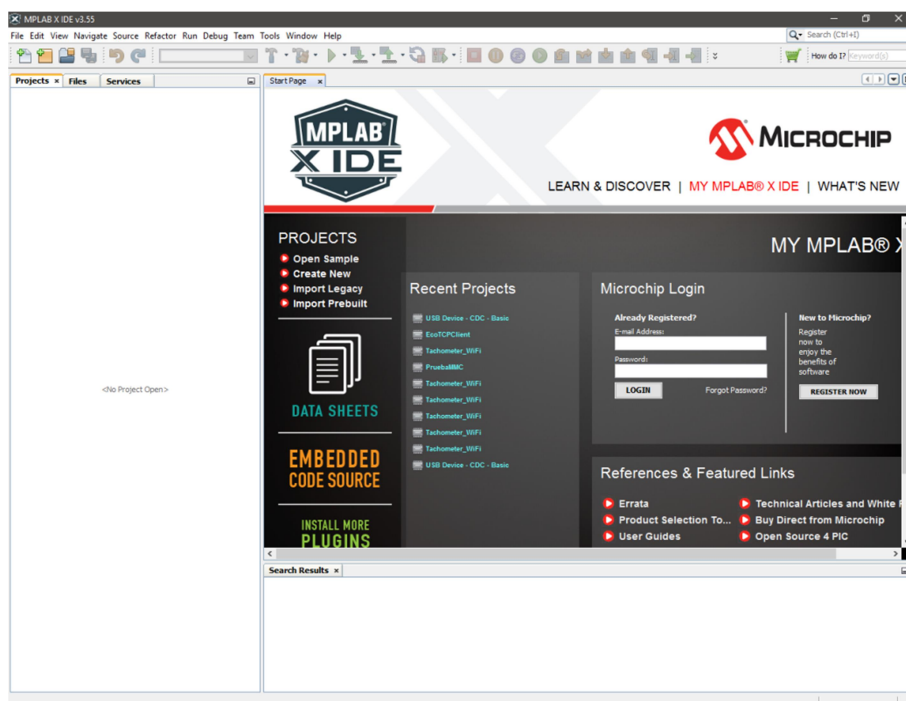 MPLAB X IDE v3.55
File Edit View Navigate Source Refactor Run Debug Team Tools Window Help
Search (Ctrl+I)
How do I? Keyword(s)
Projects × Files Services
Start Page ×
MPLAB®
X IDE
MICROCHIP
LEARN & DISCOVER | MY MPLAB® X IDE | WHAT'S NEW
PROJECTS
Open Sample
Create New
Import Legacy
Import Prebuilt
DATA SHEETS
EMBEDDED
CODE SOURCE
INSTALL MORE
PLUGINS
MY MPLAB® X
Recent Projects
USB Device - CDC - Basic
EcoTCPClient
Tachometer_WiFi
PruebaMMC
Tachometer_WiFi
Tachometer_WiFi
Tachometer_WiFi
Tachometer_WiFi
Tachometer_WiFi
USB Device - CDC - Basic
Microchip Login
Already Registered?
E-mail Address:
Password:
LOGIN Forgot Password?
New to Microchip?
Register
now to
enjoy the
benefits of
software
REGISTER NOW
References & Featured Links
Errata
Product Selection To...
User Guides
Technical Articles and White
Buy Direct from Microchip
Open Source 4 PIC
<No Project Open>
Search Results ×